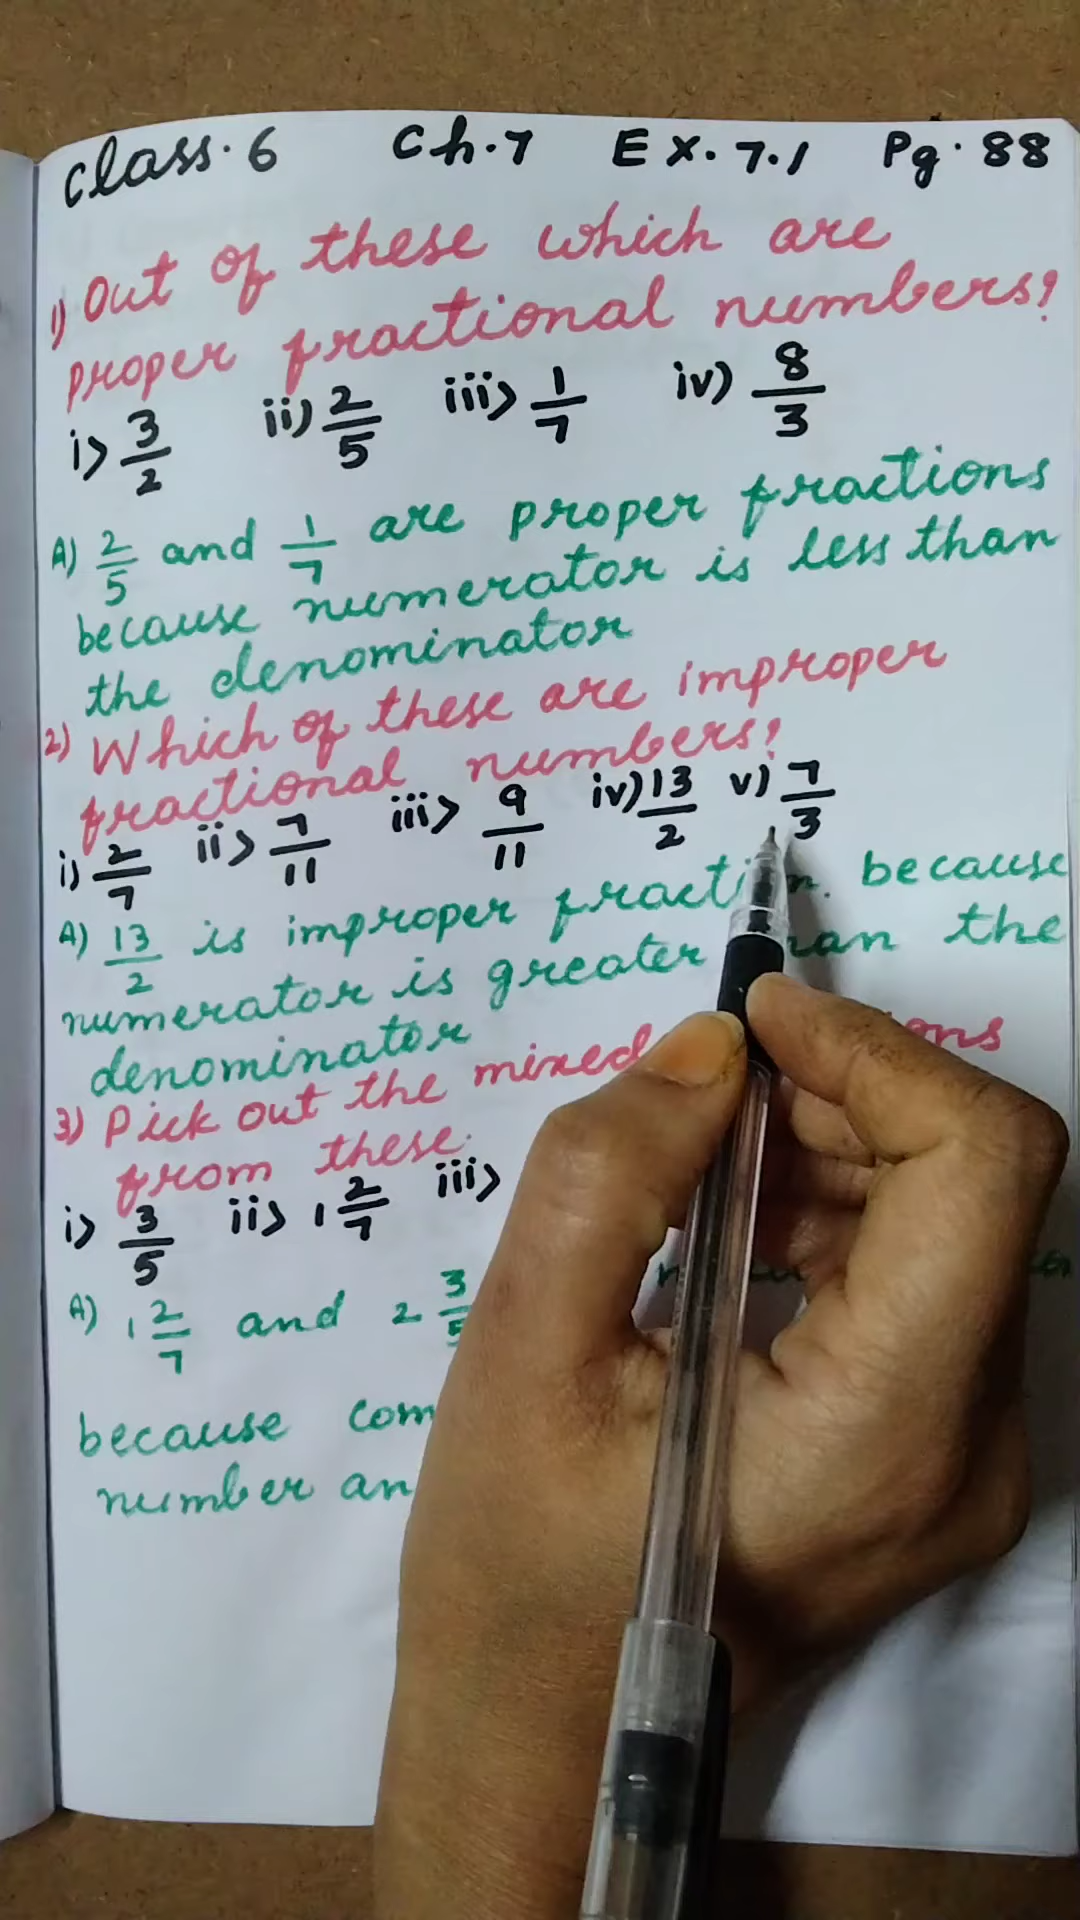 Class. 6 Ch. 7 Ex. 7.1 Pg. 88
1) Out of these which are
proper fractional numbers?
i> 3/2 ii) 2/5 iii> 1/7 iv) 8/3
A) 2/5 and 1/7 are proper fractions
because numerator is less than
the denominator
2) Which of these are improper
fractional numbers?
i) 2/7 ii> 7/11 iii> 9/11 iv) 13/2 v) 7/3
A) 13/2 is improper because
numerator is greater the
denominator
3) Pick out the mixed
from these.
i> 3/5 ii> 1 2/7 iii>
A) 1 2/7 and 2 3/5
because
number